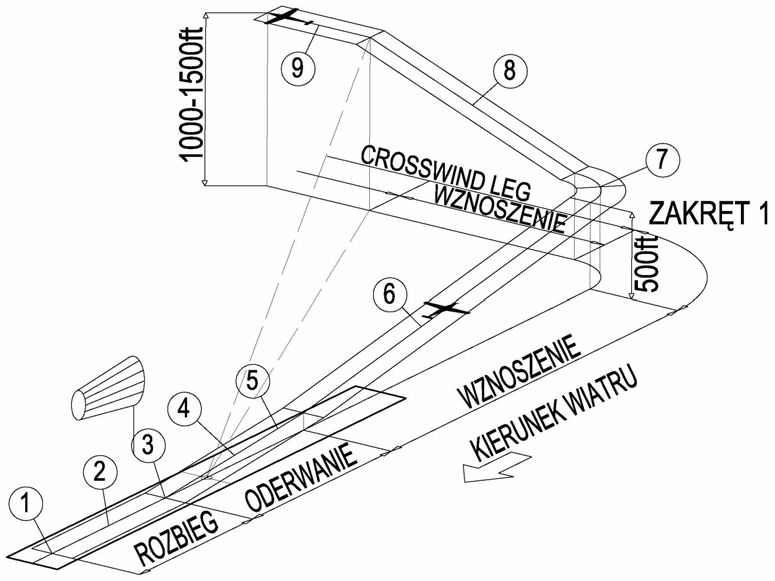 1000-1500ft
9
8
7
CROSSWIND LEG
WZNOSZENIE
ZAKRĘT 1
500ft
6
5
4
3
2
1
WZNOSZENIE
KIERUNEK WIATRU
ODERWANIE
ROZBIEG